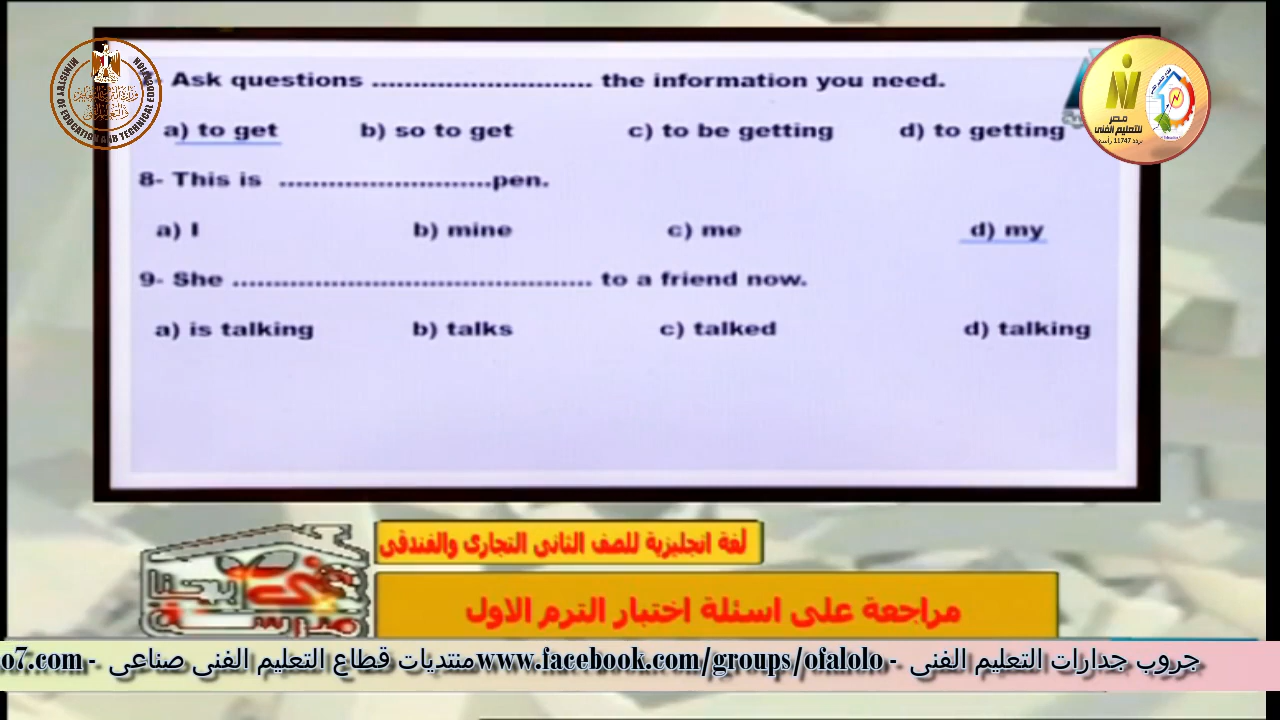 - Ask questions ........................... the information you need.
a) to get b) so to get c) to be getting d) to getting
8- This is ..........................pen.
a) I b) mine c) me d) my
9- She ............................................ to a friend now.
a) is talking b) talks c) talked d) talking
مصر
للتعليم الفنى
لغة انجليزية للصف الثانى التجارى والفندقى
مراجعة على اسئلة اختبار الترم الاول
جروب جدارات التعليم الفنى - www.facebook.com/groups/ofalolo منتديات قطاع التعليم الفنى صناعى - o7.com